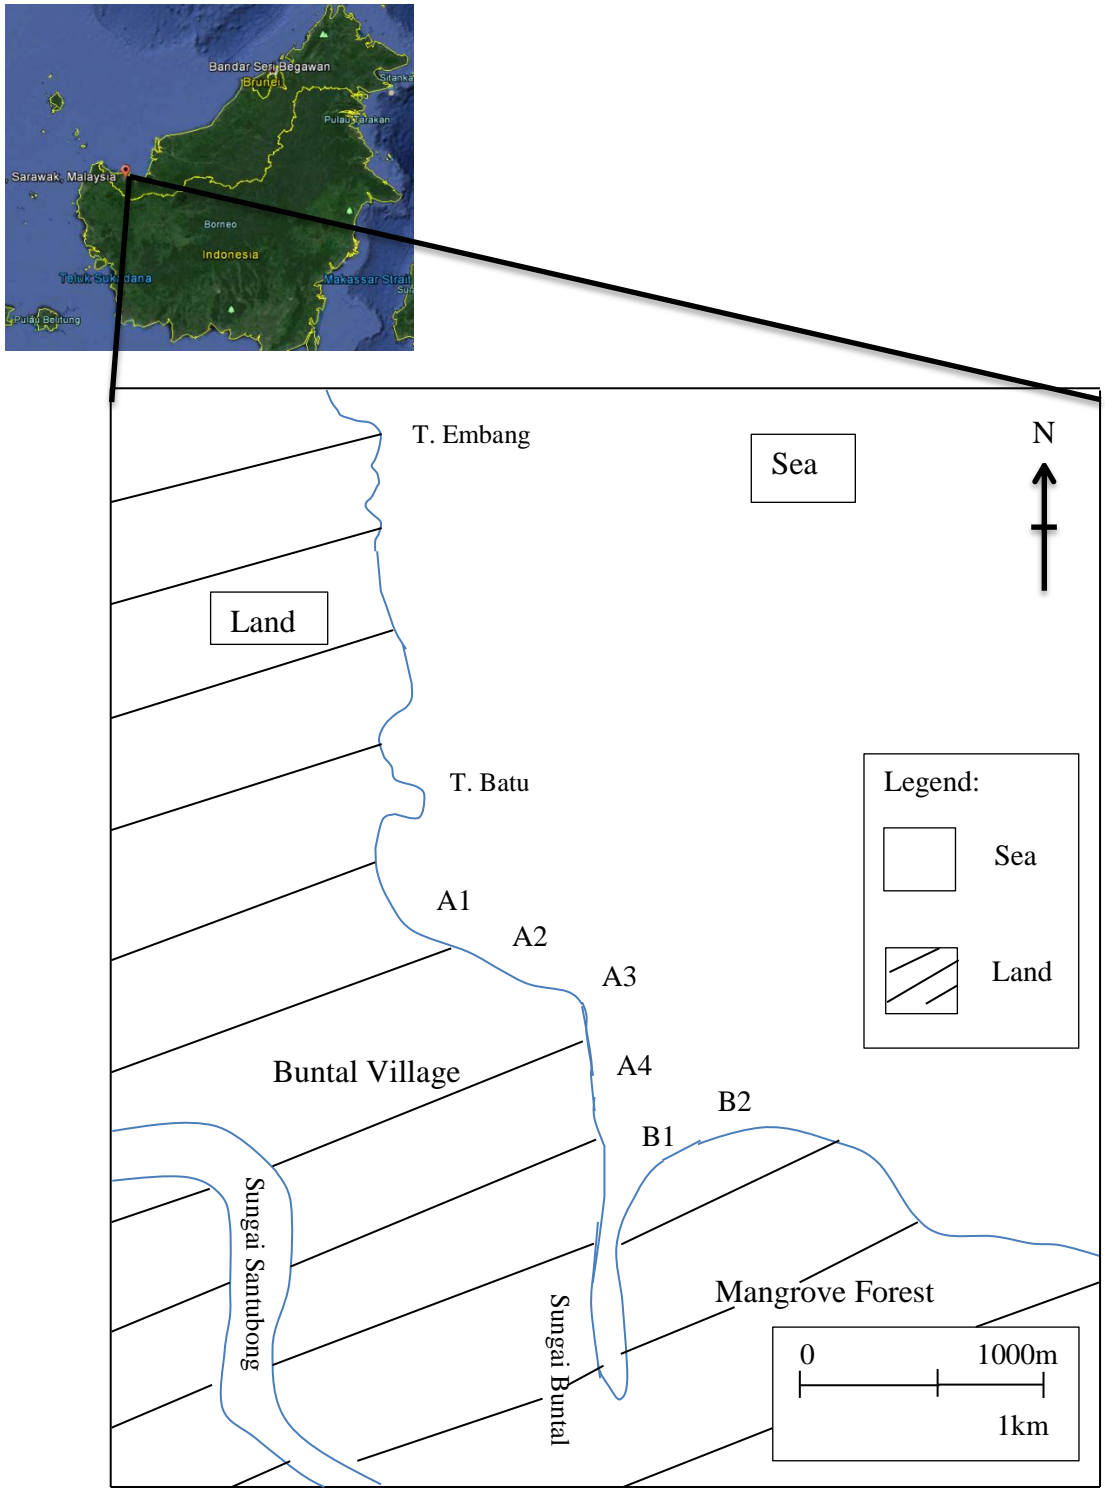 Bandar Seri Begawan
Brunei
Sitanka
Pulau Tarakan
, Sarawak, Malaysia
Borneo
Indonesia
Teluk Sukadana
Makassar Strait
Sun
Pulau Belitung
T. Embang
Sea
N
Land
T. Batu
Legend:
Sea
Land
A1
A2
A3
A4
B2
B1
Buntal Village
Sungai Santubong
Sungai Buntal
Mangrove Forest
0 1000m
1km